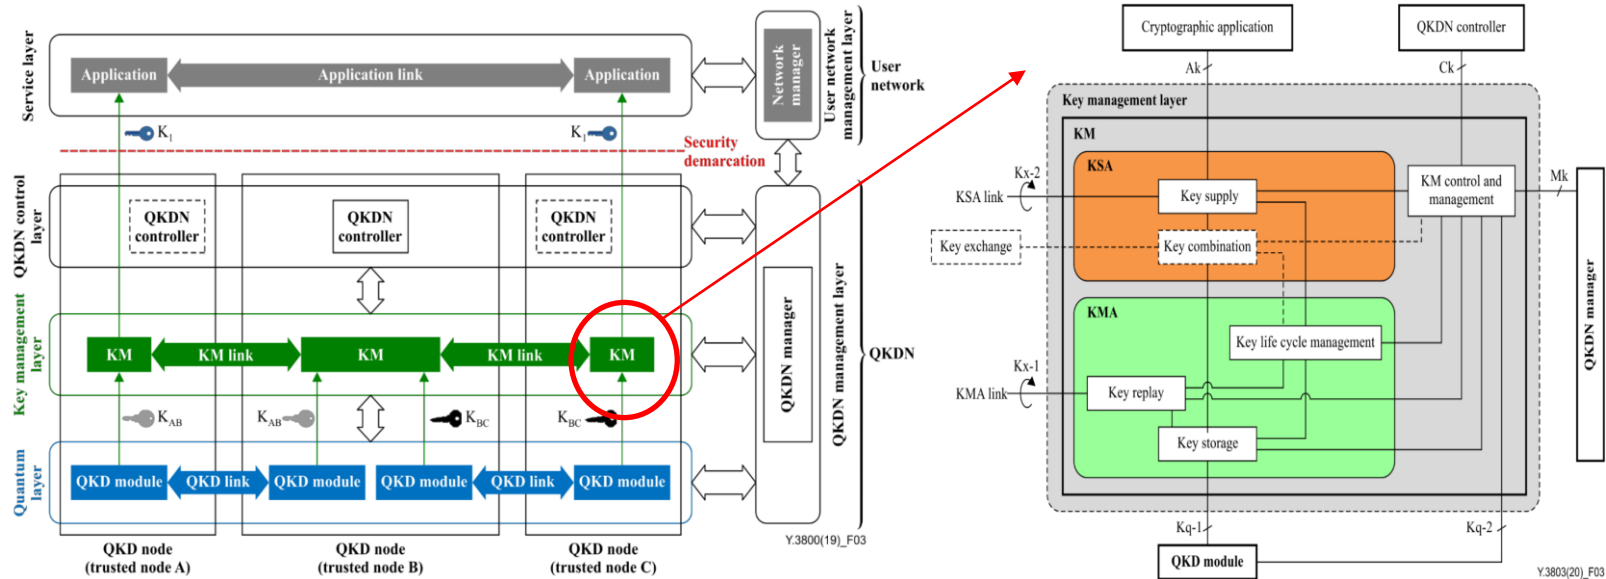 Service layer
Application
Application link
Application
Network
manager
User network
management layer
User
network
K1
K1
Security
demarcation
QKDN control
layer
QKDN
controller
QKDN
controller
QKDN
controller
Key management
layer
KM
KM link
KM
KM link
KM
QKDN manager
QKDN management layer
QKDN
KAB
KAB
KBC
KBC
Quantum
layer
QKD module
QKD link
QKD module
QKD module
QKD link
QKD module
QKD node
(trusted node A)
QKD node
(trusted node B)
QKD node
(trusted node C)
Y.3800(19)_F03
Cryptographic application
QKDN controller
Ak
Ck
Key management layer
KM
KSA
Kx-2
KSA link
Key supply
KM control and
management
Mk
Key exchange
Key combination
QKDN manager
KMA
Key life cycle management
Kx-1
KMA link
Key replay
Key storage
Kq-1
Kq-2
QKD module
Y.3803(20)_F03